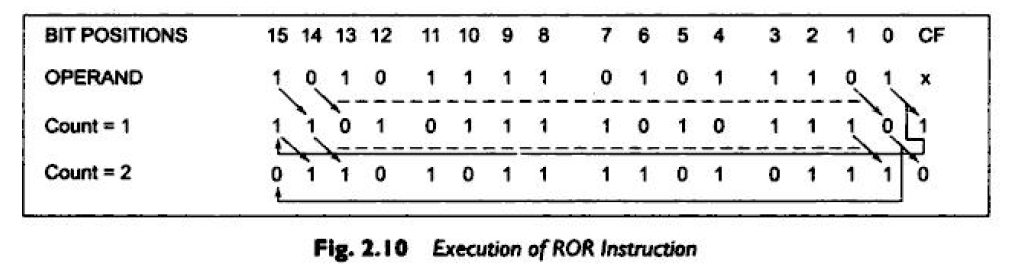 BIT POSITIONS 15 14 13 12 11 10 9 8 7 6 5 4 3 2 1 0 CF
OPERAND 1 0 1 0 1 1 1 1 0 1 0 1 1 1 0 1 x
Count = 1 1 1 0 1 0 1 1 1 1 0 1 0 1 1 1 0 1
Count = 2 0 1 1 0 1 0 1 1 1 1 0 1 0 1 1 1 0
Fig. 2.10 Execution of ROR Instruction